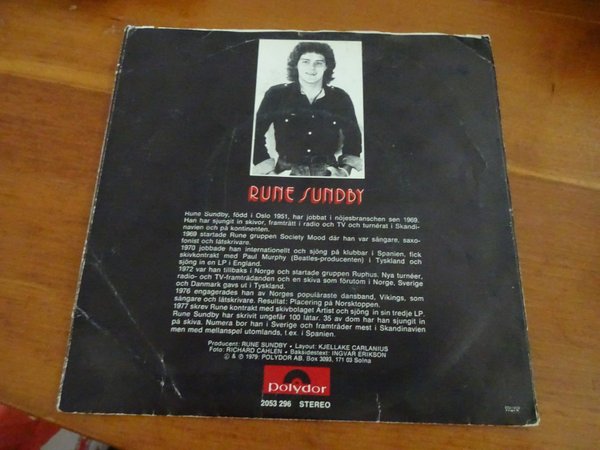 RUNE SUNDBY
Rune Sundby, född i Oslo 1951, har jobbat i nöjesbranschen sen 1969.
Han har sjungit in skivor, framträtt i radio och TV och turnérat i Skandi-
navien och på kontinenten.
1969 startade Rune gruppen Society Mood där han var sångare, saxo-
fonist och låtskrivare.
1970 jobbade han internationellt och sjöng på klubbar i Spanien, fick
skivkontrakt med Paul Murphy (Beatles-producenten) i Tyskland och
sjöng in en LP i England.
1972 var han tillbaks i Norge och startade gruppen Ruphus. Nya turnéer,
radio- och TV-framträdanden och en skiva som förutom i Norge, Sverige
och Danmark gavs ut i Tyskland.
1976 engagerades han av Norges populäraste dansband, Vikings, som
sångare och låtskrivare. Resultat: Placering på Norsktoppen.
1977 skrev Rune kontrakt med skivbolaget Artist och sjöng in sin tredje LP.
Rune Sundby har skrivit ungefär 100 låtar. 35 av dom har han sjungit in
på skiva. Numera bor han i Sverige och framträder mest i Skandinavien
men med mellanspel utomlands, t.ex. i Spanien.
Producent: RUNE SUNDBY • Layout: KJELLAKE CARLANIUS
Foto: RICHARD CAHLEN • Baksidestext: INGVAR ERIKSON
© & ℗ 1979: POLYDOR AB. Box 3093, 171 03 Solna
Polydor
2053 296 STEREO